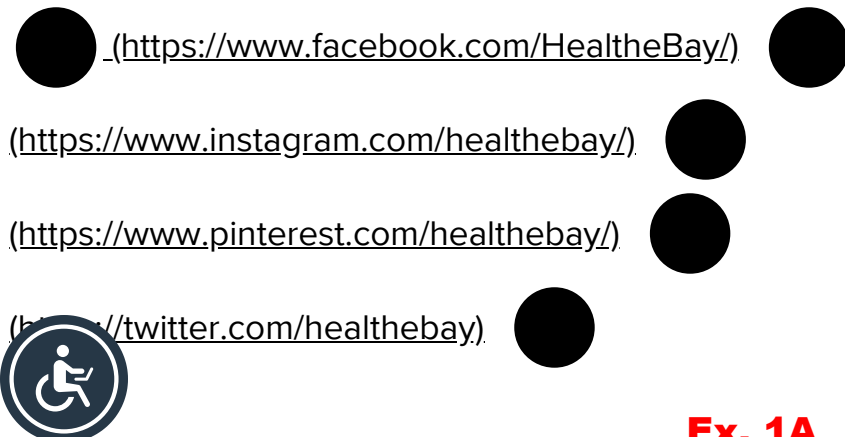 (https://www.facebook.com/HealtheBay/)
(https://www.instagram.com/healthebay/)
(https://www.pinterest.com/healthebay/)
//twitter.com/healthebay)
Ex. 1A